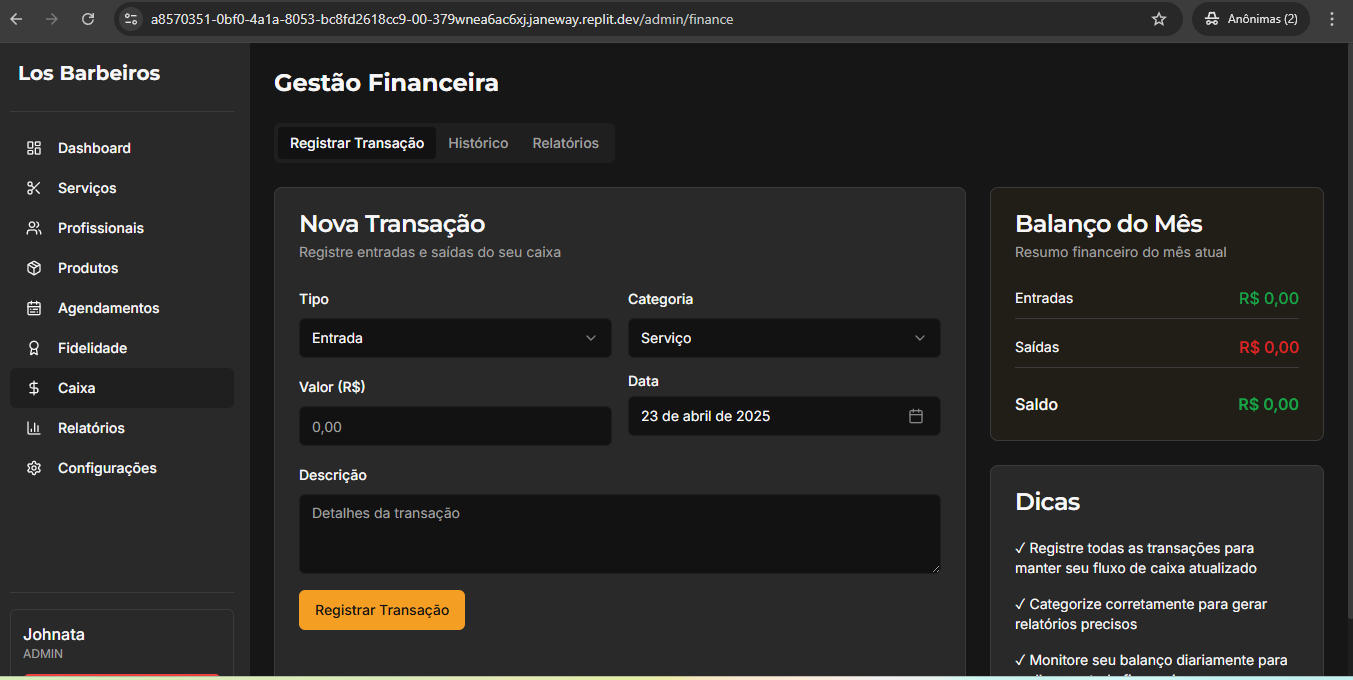 a8570351-0bf0-4a1a-8053-bc8fd2618cc9-00-379wnea6ac6xj.janeway.replit.dev/admin/finance
Anônimas (2)
Los Barbeiros
Dashboard
Serviços
Profissionais
Produtos
Agendamentos
Fidelidade
Caixa
Relatórios
Configurações
Johnata
ADMIN
Gestão Financeira
Registrar Transação
Histórico
Relatórios
Nova Transação
Registre entradas e saídas do seu caixa
Tipo
Categoria
Entrada
Serviço
Valor (R$)
Data
0,00
23 de abril de 2025
Descrição
Detalhes da transação
Registrar Transação
Balanço do Mês
Resumo financeiro do mês atual
Entradas R$ 0,00
Saídas R$ 0,00
Saldo R$ 0,00
Dicas
✓ Registre todas as transações para
manter seu fluxo de caixa atualizado
✓ Categorize corretamente para gerar
relatórios precisos
✓ Monitore seu balanço diariamente para